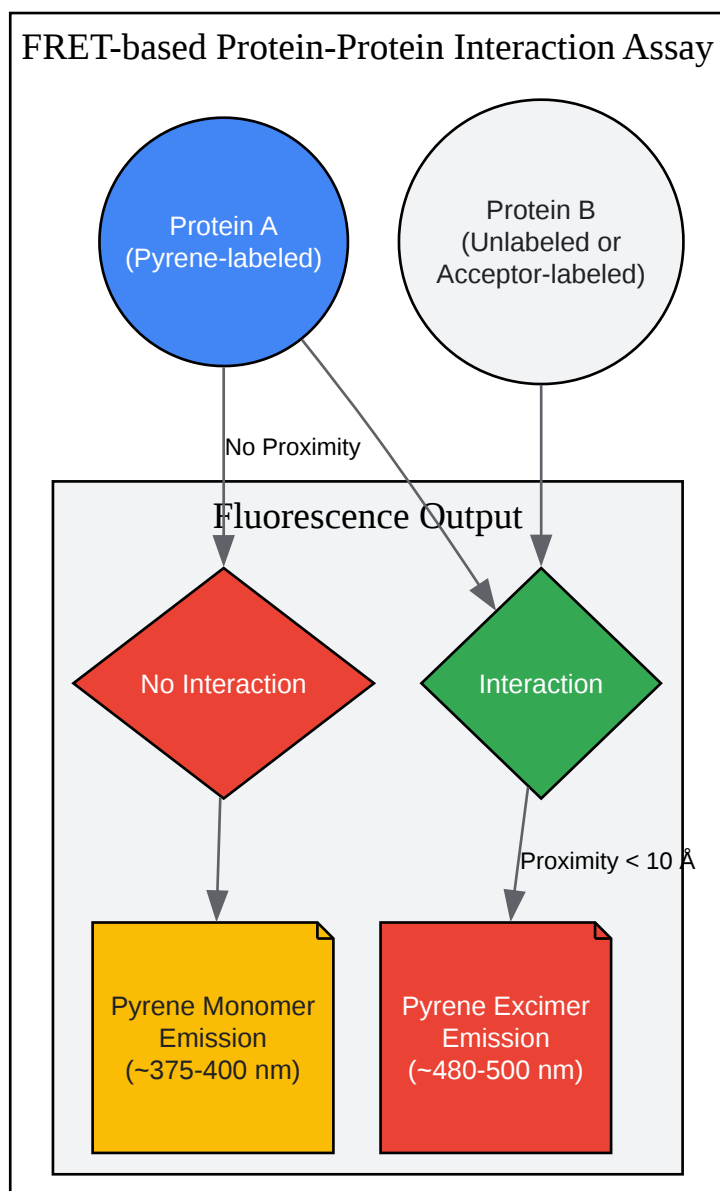 FRET-based Protein-Protein Interaction Assay
Protein A
(Pyrene-labeled)
Protein B
(Unlabeled or
Acceptor-labeled)
No Proximity
Fluorescence Output
No Interaction
Interaction
Proximity < 10 Å
Pyrene Monomer
Emission
(~375-400 nm)
Pyrene Excimer
Emission
(~480-500 nm)